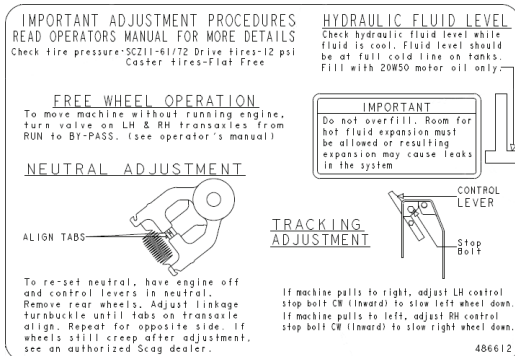 IMPORTANT ADJUSTMENT PROCEDURES
READ OPERATORS MANUAL FOR MORE DETAILS
Check tire pressure·SCZII-61/72 Drive tires-12 psi
Caster tires-Flat Free
FREE WHEEL OPERATION
To move machine without running engine,
turn valve on LH & RH transaxles from
RUN to BY-PASS. (see operator's manual)
NEUTRAL ADJUSTMENT
ALIGN TABS
To re-set neutral, have engine off
and control levers in neutral.
Remove rear wheels. Adjust linkage
turnbuckle until tabs on transaxle
align. Repeat for opposite side. If
wheels still creep after adjustment,
see an authorized Scag dealer.
HYDRAULIC FLUID LEVEL
Check hydraulic fluid level while
fluid is cool. Fluid level should
be at full cold line on tanks.
Fill with 20W50 motor oil only.
IMPORTANT
Do not overfill. Room for
hot fluid expansion must
be allowed or resulting
expansion may cause leaks
in the system
TRACKING
ADJUSTMENT
CONTROL
LEVER
Stop
Bolt
If machine pulls to right, adjust LH control
stop bolt CW (Inward) to slow left wheel down.
If machine pulls to left, adjust RH control
stop bolt CW (Inward) to slow right wheel down.
486612